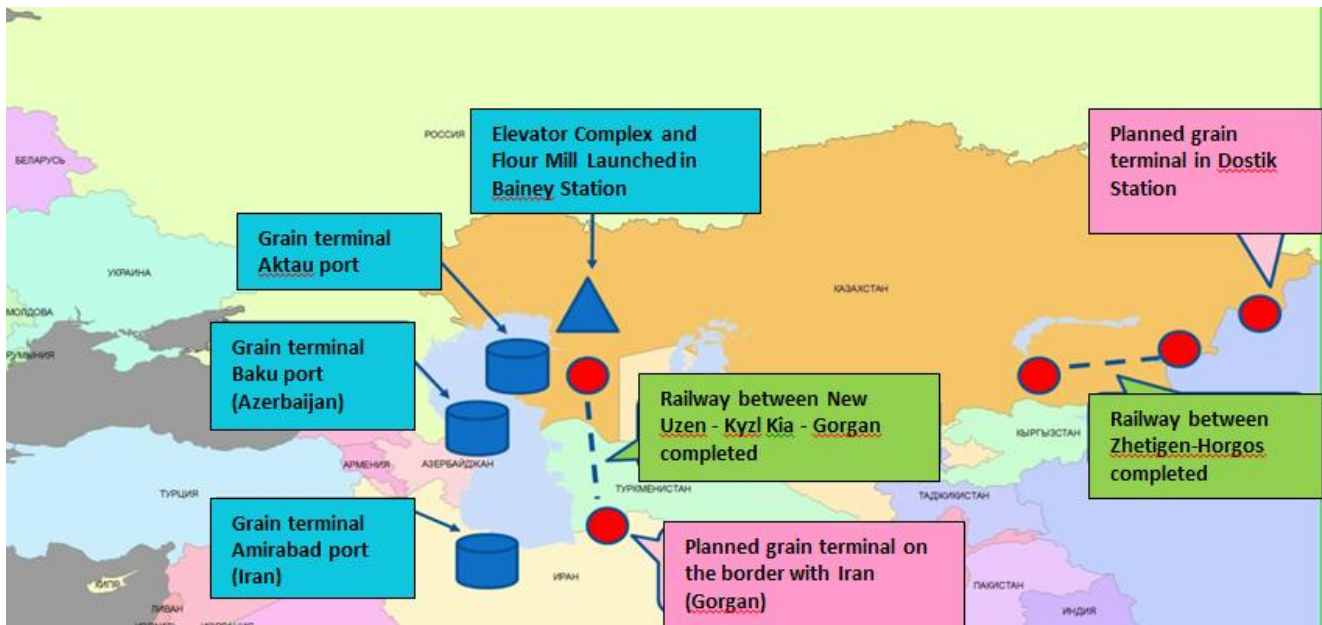 РОССИЯ
БЕЛАРУСЬ
УКРАИНА
МОЛДОВА
РУМЫНИЯ
Elevator Complex and
Flour Mill Launched in
Bainey Station
Planned grain
terminal in Dostik
Station
Grain terminal
Aktau port
КАЗАХСТАН
Grain terminal
Baku port
(Azerbaijan)
Railway between New
Uzen - Kyzl Kia - Gorgan
completed
Railway between
Zhetigen-Horgos
completed
КЫРГЫЗСТАН
АРМЕНИЯ
АЗЕРБАЙДЖАН
ТУРЦИЯ
ТУРКМЕНИСТАН
ТАДЖИКИСТАН
Grain terminal
Amirabad port
(Iran)
Planned grain terminal on
the border with Iran
(Gorgan)
ИРАН
ПАКИСТАН
ИНДИЯ
КИПР
ЛИВАН